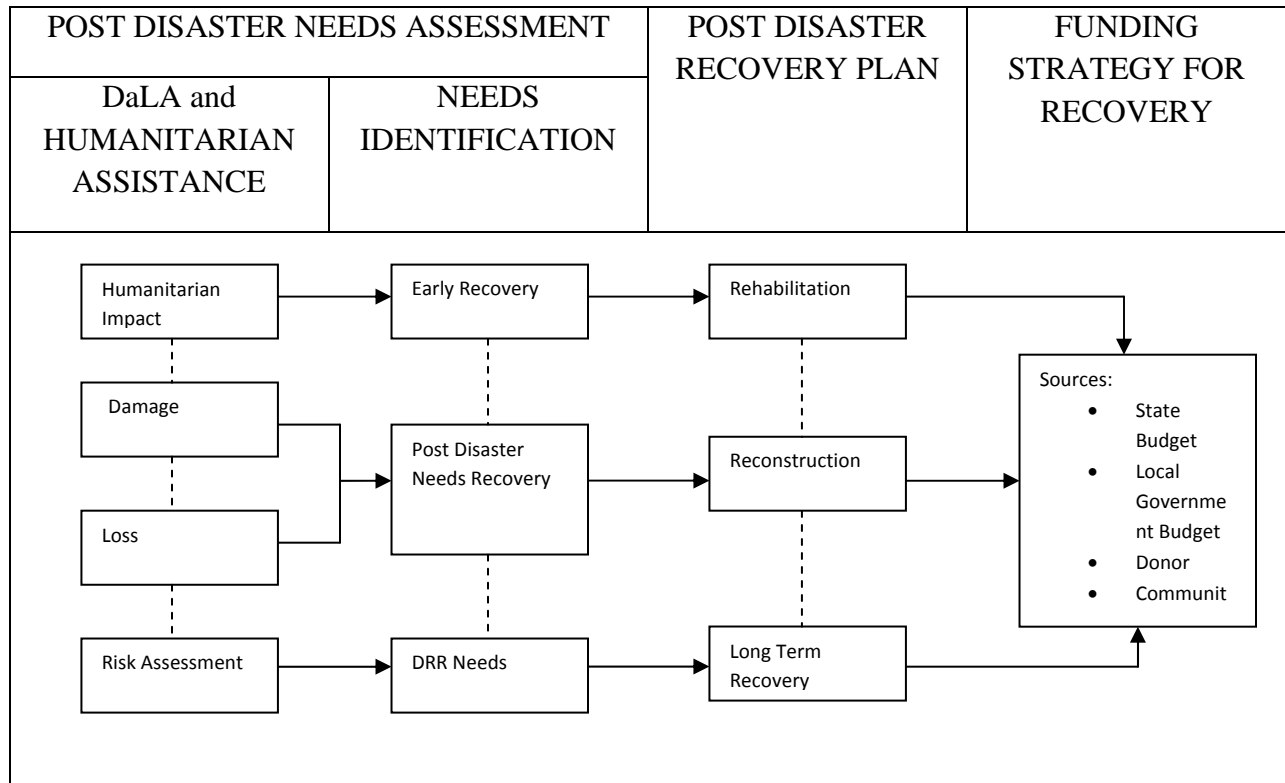 POST DISASTER NEEDS ASSESSMENT
POST DISASTER
RECOVERY PLAN
FUNDING
STRATEGY FOR
RECOVERY
DaLA and
HUMANITARIAN
ASSISTANCE
NEEDS
IDENTIFICATION
Humanitarian
Impact
Early Recovery
Rehabilitation
Damage
Post Disaster
Needs Recovery
Reconstruction
Loss
Risk Assessment
DRR Needs
Long Term
Recovery
Sources:
• State
Budget
• Local
Governme
nt Budget
• Donor
• Communit